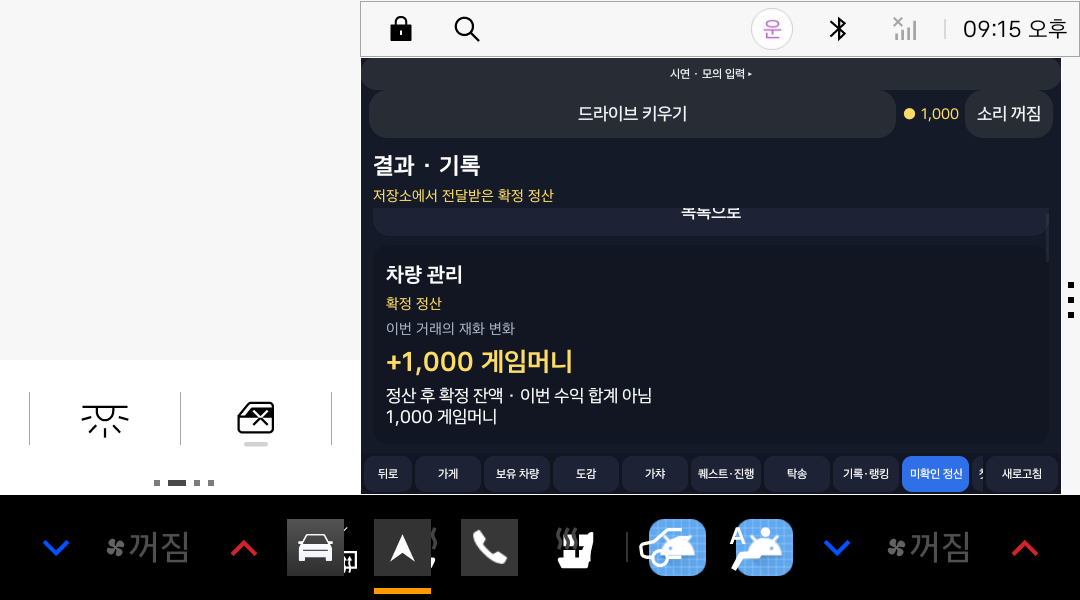 운
09:15 오후
시연 · 모의 입력 ▸
드라이브 키우기
1,000
소리 꺼짐
결과 · 기록
저장소에서 전달받은 확정 정산
목록으로
차량 관리
확정 정산
이번 거래의 재화 변화
+1,000 게임머니
정산 후 확정 잔액 · 이번 수익 합계 아님
1,000 게임머니
뒤로
가게
보유 차량
도감
가챠
퀘스트·진행
탁송
기록·랭킹
미확인 정산
새로고침
꺼짐
A
꺼짐